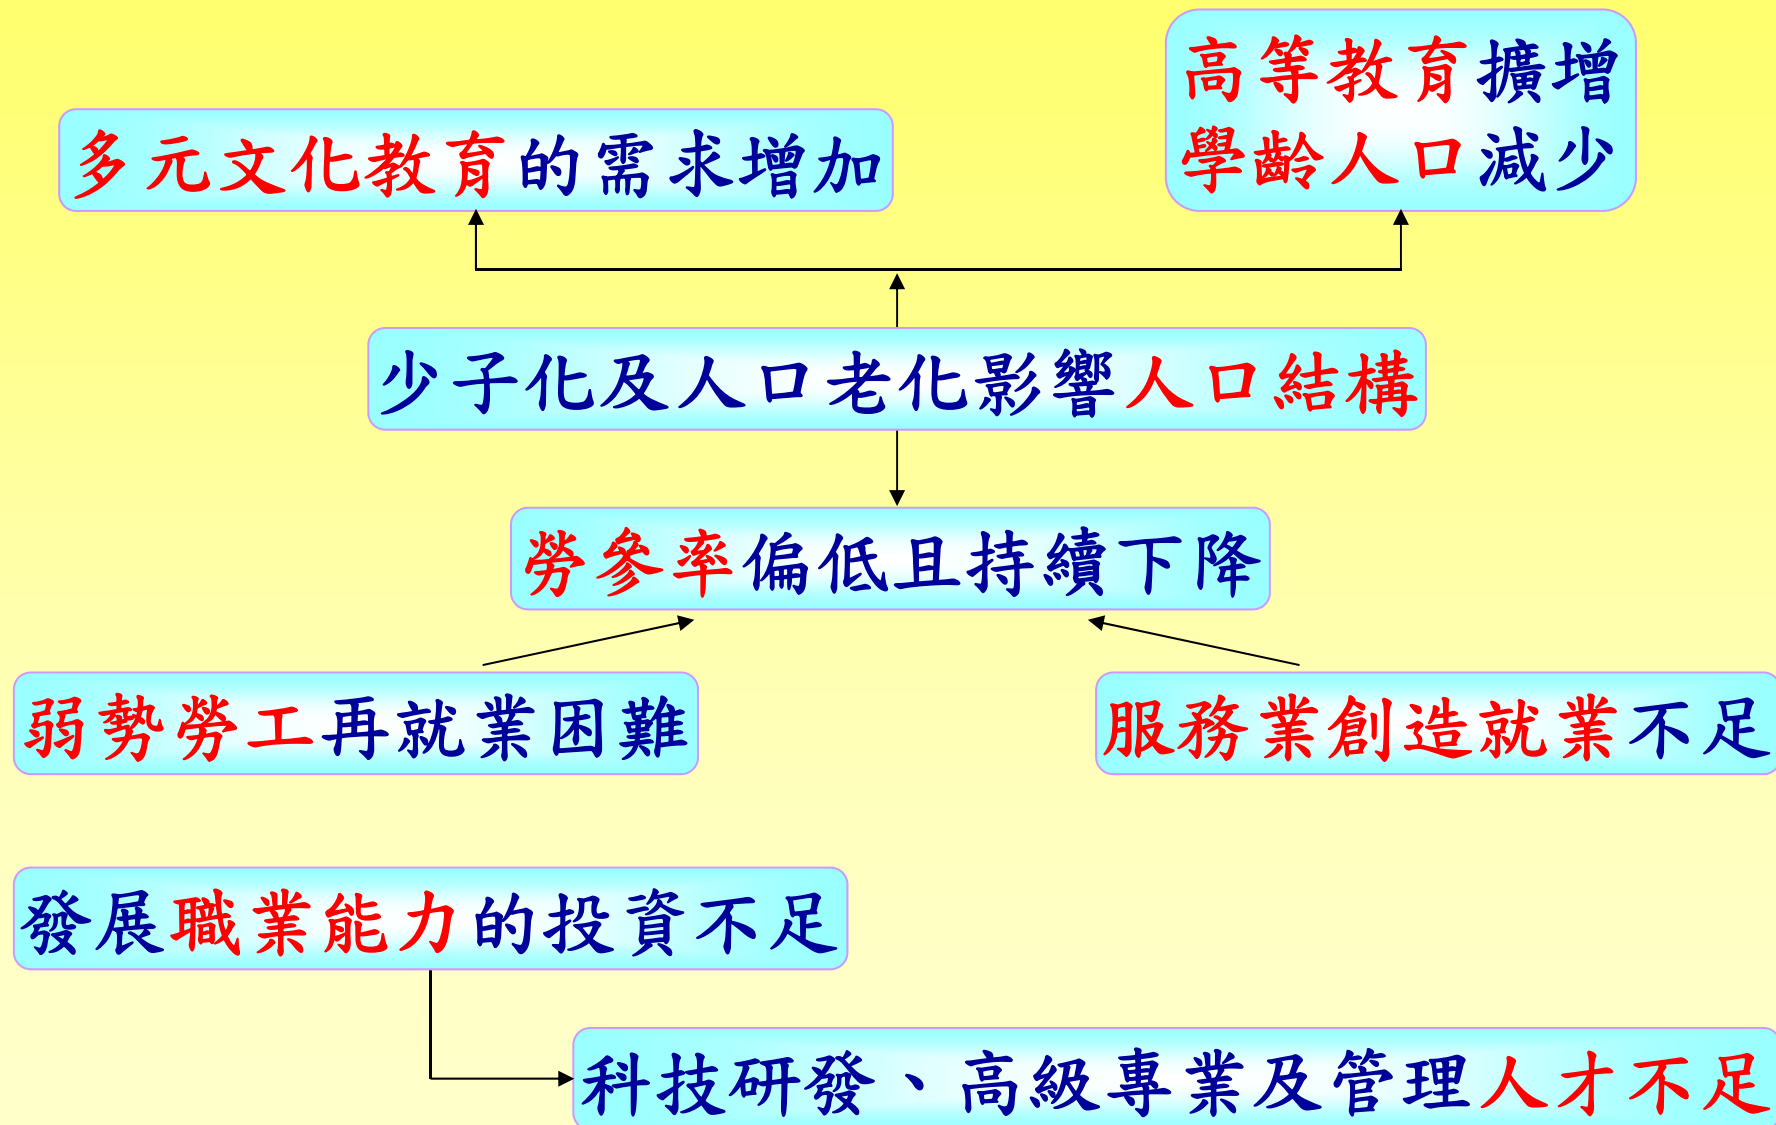 高等教育擴增
學齡人口減少
多元文化教育的需求增加
少子化及人口老化影響人口結構
勞參率偏低且持續下降
弱勢勞工再就業困難
服務業創造就業不足
發展職業能力的投資不足
科技研發、高級專業及管理人才不足